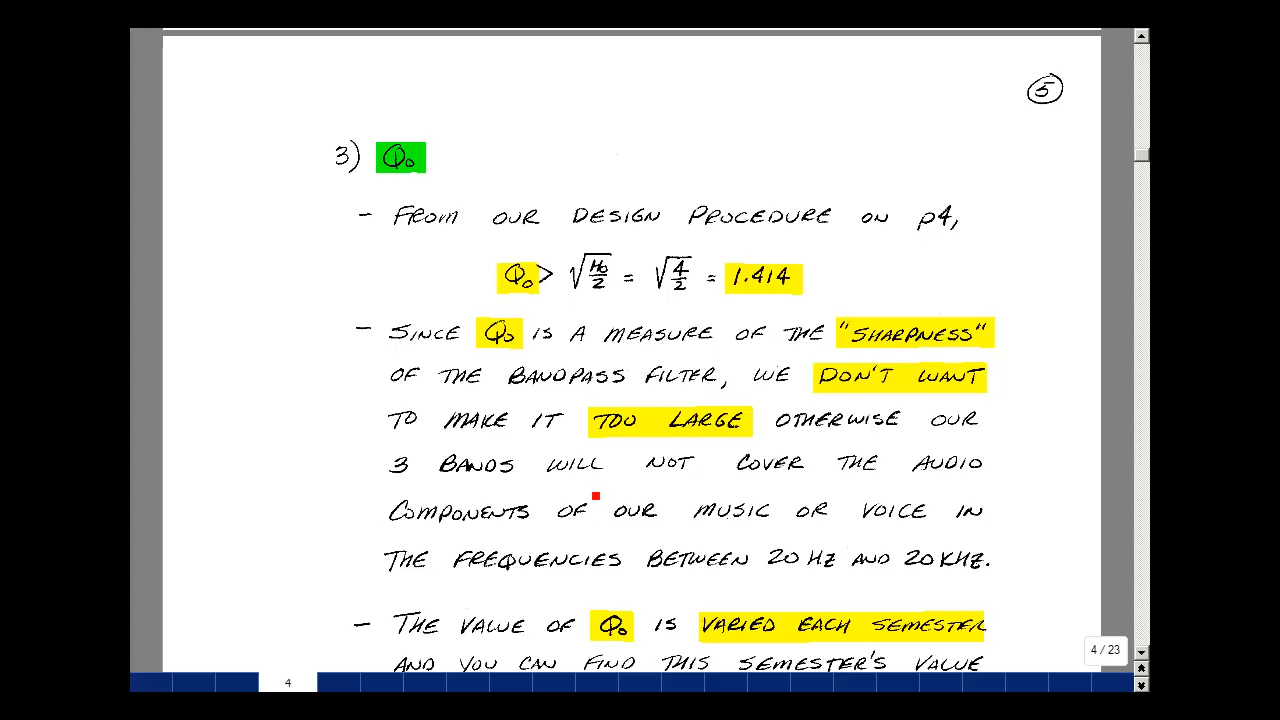 5
3) Q₀
- FROM OUR DESIGN PROCEDURE ON p4,
Q₀ > √(H₀/2) = √(4/2) = 1.414
- SINCE Q₀ IS A MEASURE OF THE "SHARPNESS"
OF THE BANDPASS FILTER, WE DON'T WANT
TO MAKE IT TOO LARGE OTHERWISE OUR
3 BANDS WILL NOT COVER THE AUDIO
COMPONENTS OF OUR MUSIC OR VOICE IN
THE FREQUENCIES BETWEEN 20 HZ AND 20 KHZ.
- THE VALUE OF Q₀ IS VARIED EACH SEMESTER
AND YOU CAN FIND THIS SEMESTER'S VALUE
4 / 23
4